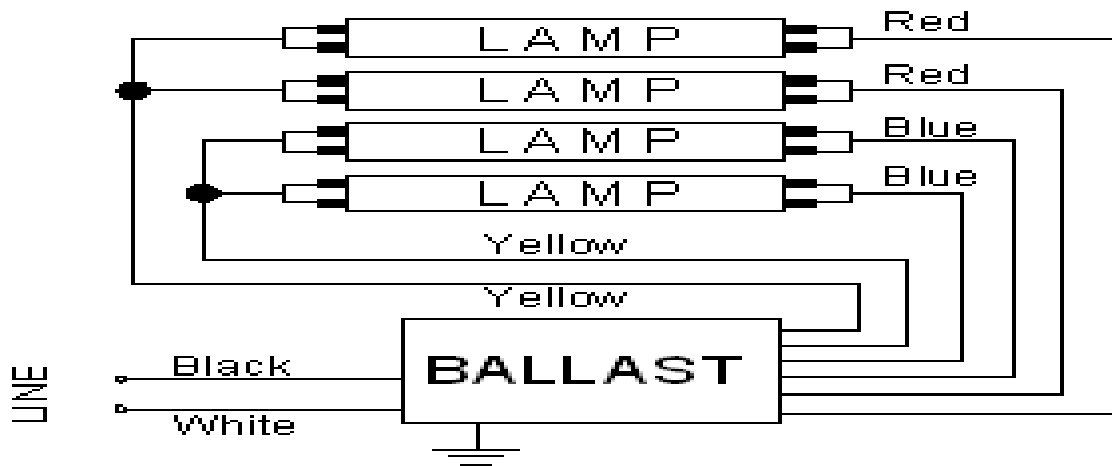 LAMP Red
LAMP Red
LAMP Blue
LAMP Blue
Yellow
Yellow
BALLAST
Black
LINE
White